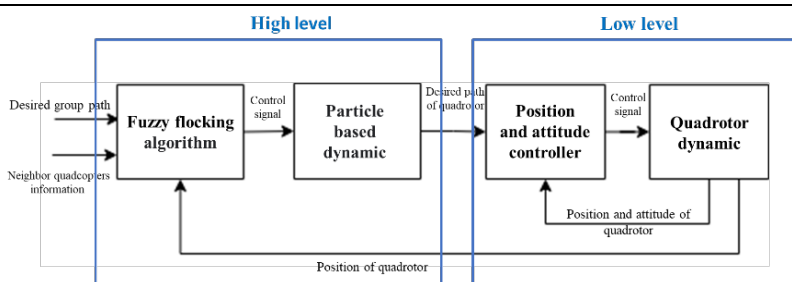 High level
Low level
Desired group path
Neighbor quadcopters
information
Fuzzy flocking
algorithm
Control
signal
Particle
based
dynamic
Desired path
of quadrotor
Position
and attitude
controller
Control
signal
Quadrotor
dynamic
Position and attitude of
quadrotor
Position of quadrotor